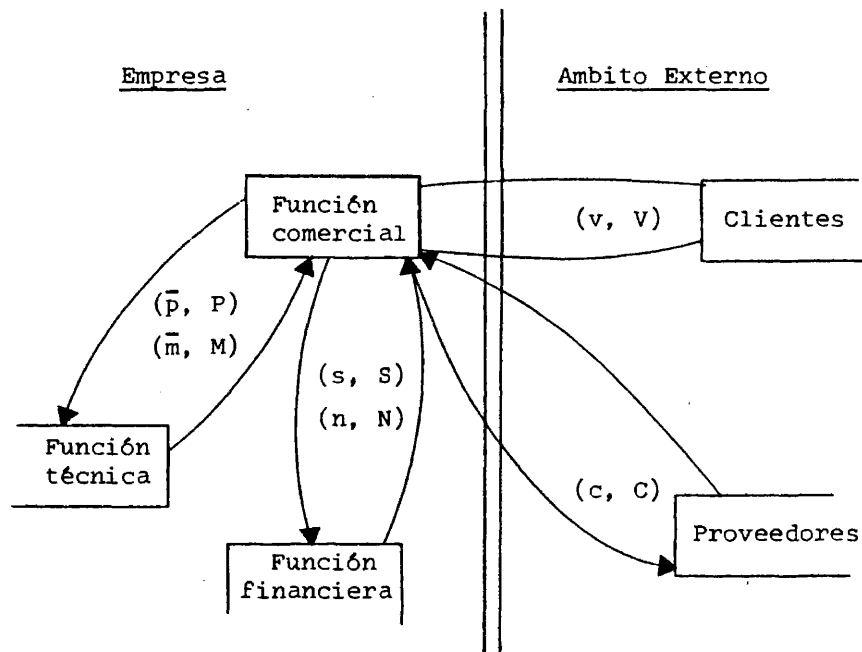 Empresa
Ambito Externo
Función
comercial
(v, V)
Clientes
(p̄, P)
(m̄, M)
(s, S)
(n, N)
Función
técnica
(c, C)
Proveedores
Función
financiera